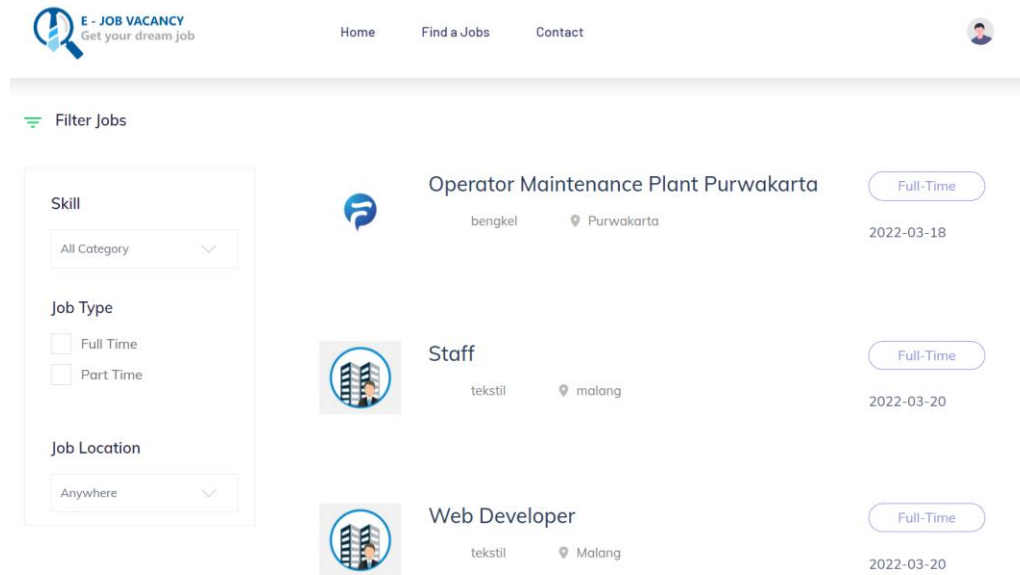 E - JOB VACANCY
Get your dream job
Home
Find a Jobs
Contact
Filter Jobs
Skill
All Category
Job Type
Full Time
Part Time
Job Location
Anywhere
Operator Maintenance Plant Purwakarta
bengkel
Purwakarta
Full-Time
2022-03-18
Staff
tekstil
malang
Full-Time
2022-03-20
Web Developer
tekstil
Malang
Full-Time
2022-03-20